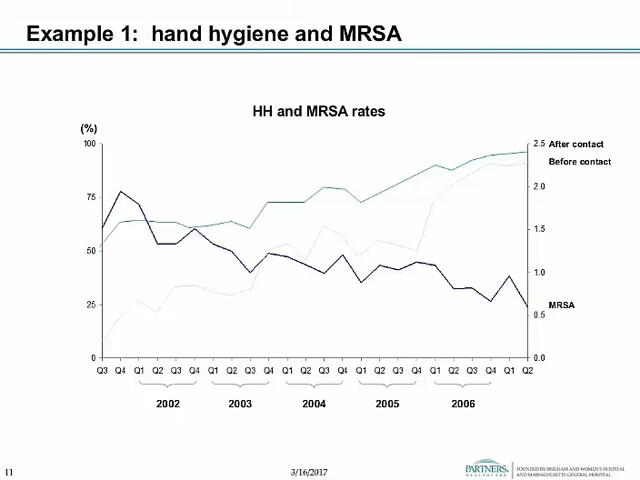 Example 1: hand hygiene and MRSA
HH and MRSA rates
(%)
100
75
50
25
0
2.5
2.0
1.5
1.0
0.5
0.0
After contact
Before contact
MRSA
Q3 Q4 Q1 Q2 Q3 Q4 Q1 Q2 Q3 Q4 Q1 Q2 Q3 Q4 Q1 Q2 Q3 Q4 Q1 Q2 Q3 Q4 Q1 Q2
2002 2003 2004 2005 2006
11
3/16/2017
PARTNERS
HEALTHCARE
FOUNDED BY BRIGHAM AND WOMEN'S HOSPITAL
AND MASSACHUSETTS GENERAL HOSPITAL